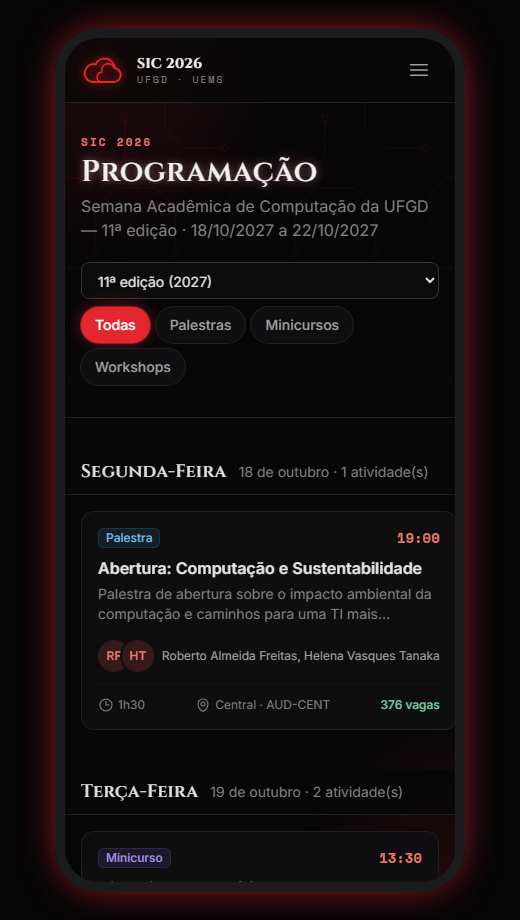 SIC 2026
UFGD · UEMS
SIC 2026
Programação
Semana Acadêmica de Computação da UFGD
— 11ª edição · 18/10/2027 a 22/10/2027
11ª edição (2027)
Todas Palestras Minicursos
Workshops
Segunda-Feira 18 de outubro · 1 atividade(s)
Palestra 19:00
Abertura: Computação e Sustentabilidade
Palestra de abertura sobre o impacto ambiental da
computação e caminhos para uma TI mais...
RF HT Roberto Almeida Freitas, Helena Vasques Tanaka
1h30 Central · AUD-CENT 376 vagas
Terça-Feira 19 de outubro · 2 atividade(s)
Minicurso 13:30